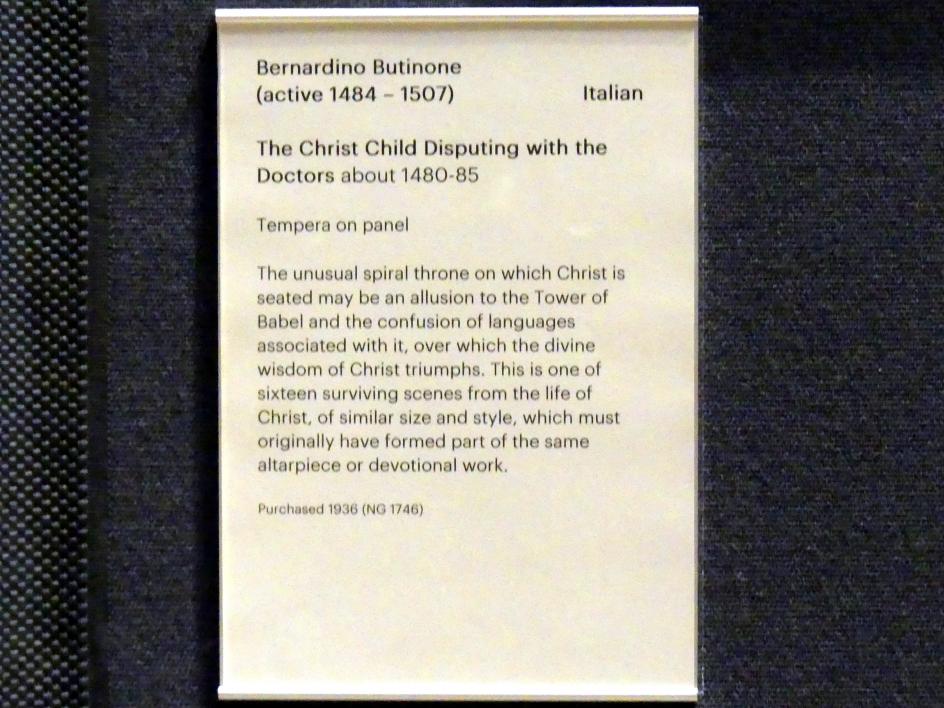 Bernardino Butinone
(active 1484 – 1507) Italian
The Christ Child Disputing with the
Doctors about 1480-85
Tempera on panel
The unusual spiral throne on which Christ is
seated may be an allusion to the Tower of
Babel and the confusion of languages
associated with it, over which the divine
wisdom of Christ triumphs. This is one of
sixteen surviving scenes from the life of
Christ, of similar size and style, which must
originally have formed part of the same
altarpiece or devotional work.
Purchased 1936 (NG 1746)